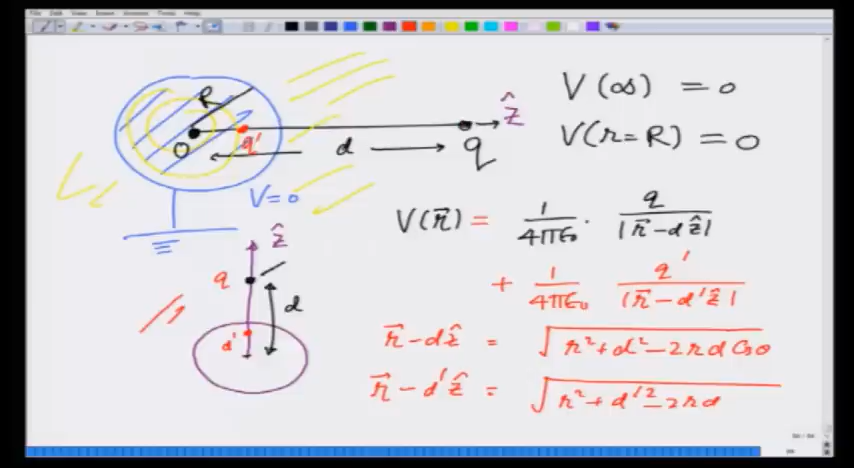 R
O
q'
d
q
ẑ
V=0
V(∞) = 0
V(r=R) = 0
V(r⃗) = 1/4πϵ₀ · q/|r⃗-dẑ|
+ 1/4πϵ₀ q'/|r⃗-d'ẑ|
r⃗-dẑ = √r²+d²-2rd Cosθ
r⃗-d'ẑ = √r²+d'²-2rd
ẑ
q
d
d'